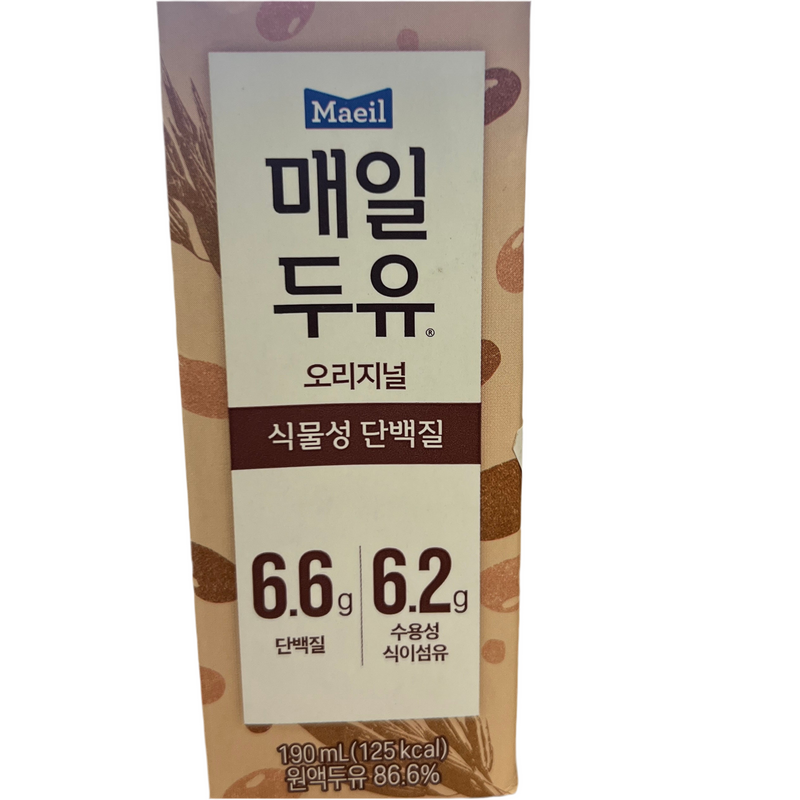 Maeil
매일
두유®
오리지널
식물성 단백질
6.6g
단백질
6.2g
수용성
식이섬유
190 mL(125 kcal)
원액두유 86.6%